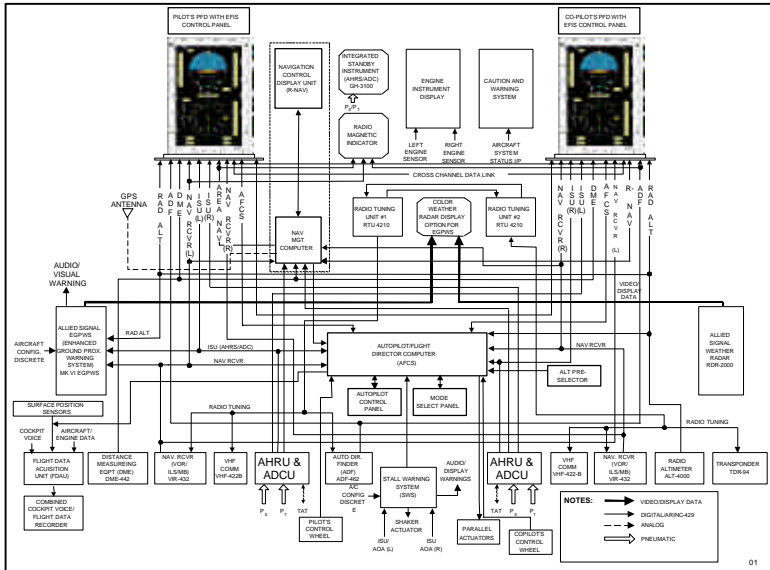 PILOT'S PFD WITH EFIS
CONTROL PANEL
CO-PILOT'S PFD WITH
EFIS CONTROL PANEL
NAVIGATION
CONTROL
DISPLAY UNIT
(R-NAV)
INTEGRATED
STANDBY
INSTRUMENT
(AHRS/ADC)
GH-3100
PS/PT
RADIO
MAGNETIC
INDICATOR
ENGINE
INSTRUMENT
DISPLAY
CAUTION AND
WARNING
SYSTEM
LEFT
ENGINE
SENSOR
RIGHT
ENGINE
SENSOR
AIRCRAFT
SYSTEM
STATUS I/P
CROSS CHANNEL DATA LINK
GPS
ANTENNA
RAD ALT
ADF
DME
NAV RCVR (L)
ISU (L)
ISU (R)
AREA NAV
NAV RCVR (R)
AFCS
NAV RCVR (R)
ISU (R)
ISU (L)
DME
AFCS
NAV RCVR (L)
R-NAV
ADF
RAD ALT
NAV
MGT
COMPUTER
RADIO TUNING
UNIT #1
RTU 4210
COLOR
WEATHER
RADAR DISPLAY
OPTION FOR
EGPWS
RADIO TUNING
UNIT #2
RTU 4210
AUDIO/
VISUAL
WARNING
VIDEO/
DISPLAY
DATA
AIRCRAFT
CONFIG.
DISCRETE
ALLIED SIGNAL
EGPWS
(ENHANCED
GROUND PROX.
WARNING
SYSTEM)
MK VI EGPWS
RAD ALT
ISU (AHRS/ADC)
NAV RCVR
AUTOPILOT/FLIGHT
DIRECTOR COMPUTER
(AFCS)
NAV RCVR
ALLIED
SIGNAL
WEATHER
RADAR
RDR-2000
ALT PRE-
SELECTOR
AUTOPILOT
CONTROL
PANEL
MODE
SELECT PANEL
SURFACE POSITION
SENSORS
RADIO TUNING
RADIO TUNING
COCKPIT
VOICE
AIRCRAFT/
ENGINE DATA
FLIGHT DATA
ACQUISITION
UNIT (FDAU)
DISTANCE
MEASUREING
EQPT (DME)
DME-442
NAV. RCVR
(VOR/
ILS/MB)
VIR-432
VHF
COMM
VHF-422B
AHRU &
ADCU
AUTO DIR.
FINDER
(ADF)
ADF-462
A/C
CONFIG
DISCRET
E
STALL WARNING
SYSTEM
(SWS)
AUDIO/DISPLAY
WARNINGS
AHRU &
ADCU
VHF
COMM
VHF-422-B
NAV. RCVR
(VOR/
ILS/MB)
VIR-432
RADIO
ALTIMETER
ALT-4000
TRANSPONDER
TDR-94
COMBINED
COCKPIT VOICE/
FLIGHT DATA
RECORDER
PS
PT
TAT
PILOT'S
CONTROL
WHEEL
SHAKER
ACTUATOR
ISU/
AOA (L)
ISU/
AOA (R)
PARALLEL
ACTUATORS
PS
PT
TAT
COPILOT'S
CONTROL
WHEEL
NOTES:
VIDEO/DISPLAY DATA
DIGITAL/ARINC-429
ANALOG
PNEUMATIC
01